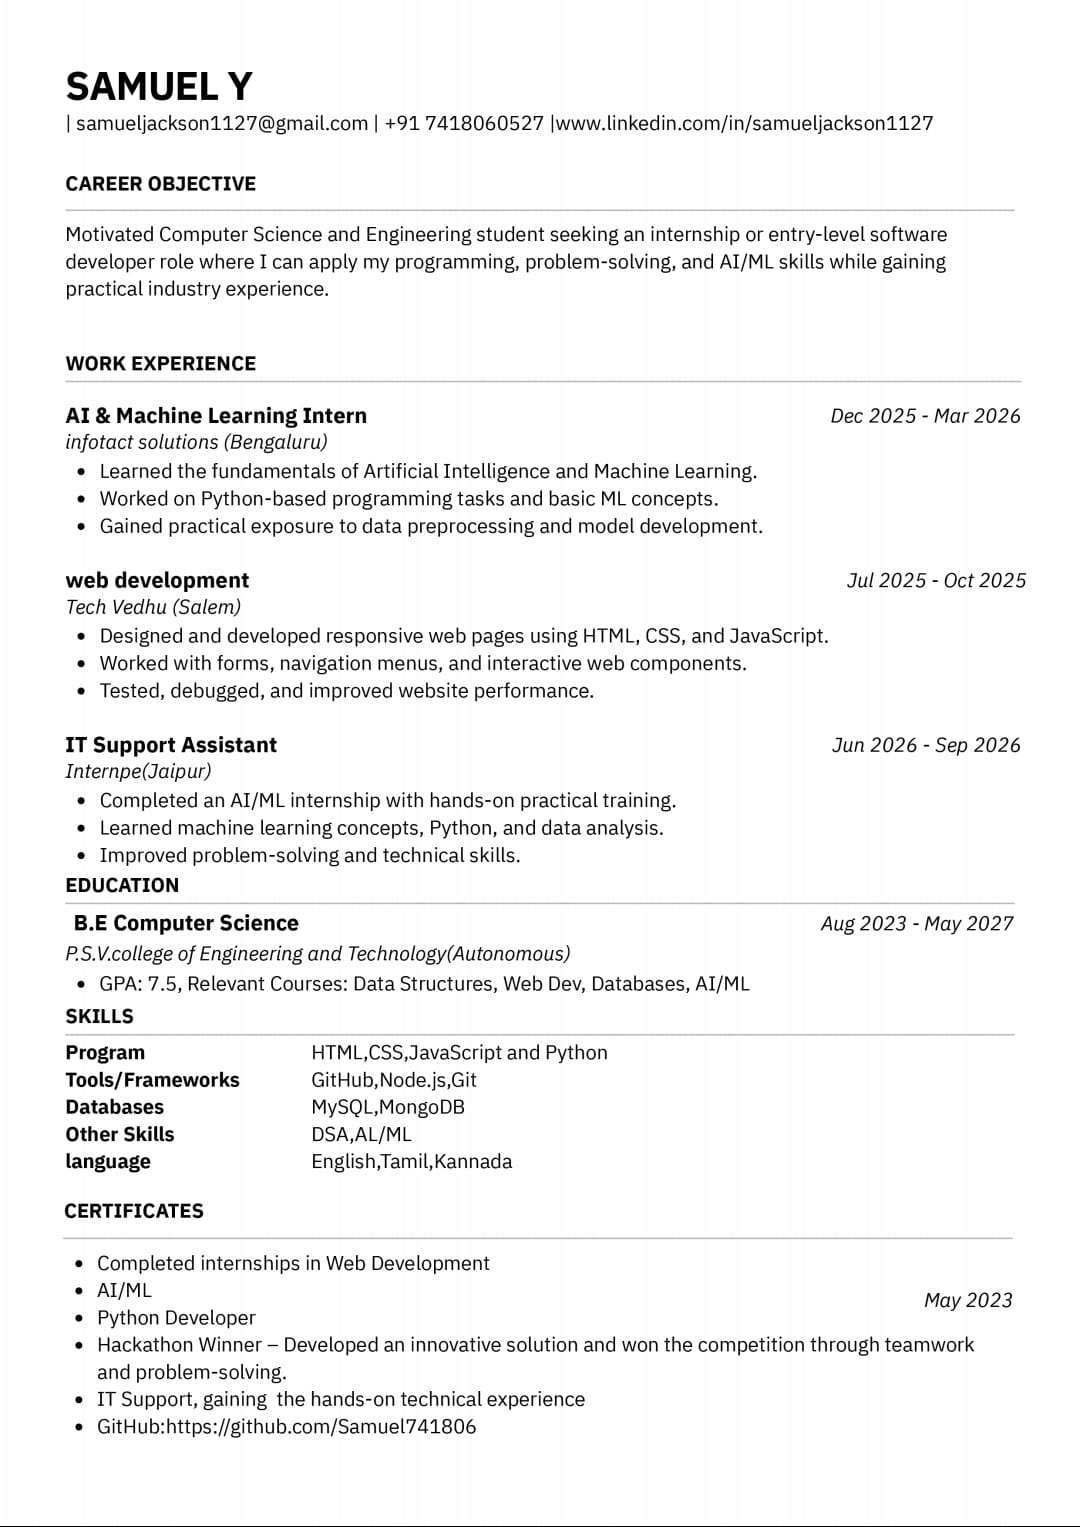 SAMUEL Y
| samueljackson1127@gmail.com | +91 7418060527 |www.linkedin.com/in/samueljackson1127
CAREER OBJECTIVE
Motivated Computer Science and Engineering student seeking an internship or entry-level software
developer role where I can apply my programming, problem-solving, and AI/ML skills while gaining
practical industry experience.
WORK EXPERIENCE
AI & Machine Learning Intern Dec 2025 - Mar 2026
infotact solutions (Bengaluru)
• Learned the fundamentals of Artificial Intelligence and Machine Learning.
• Worked on Python-based programming tasks and basic ML concepts.
• Gained practical exposure to data preprocessing and model development.
web development Jul 2025 - Oct 2025
Tech Vedhu (Salem)
• Designed and developed responsive web pages using HTML, CSS, and JavaScript.
• Worked with forms, navigation menus, and interactive web components.
• Tested, debugged, and improved website performance.
IT Support Assistant Jun 2026 - Sep 2026
Internpe(Jaipur)
• Completed an AI/ML internship with hands-on practical training.
• Learned machine learning concepts, Python, and data analysis.
• Improved problem-solving and technical skills.
EDUCATION
B.E Computer Science Aug 2023 - May 2027
P.S.V.college of Engineering and Technology(Autonomous)
• GPA: 7.5, Relevant Courses: Data Structures, Web Dev, Databases, AI/ML
SKILLS
Program HTML,CSS,JavaScript and Python
Tools/Frameworks GitHub,Node.js,Git
Databases MySQL,MongoDB
Other Skills DSA,AL/ML
language English,Tamil,Kannada
CERTIFICATES
• Completed internships in Web Development
• AI/ML
May 2023
• Python Developer
• Hackathon Winner – Developed an innovative solution and won the competition through teamwork
and problem-solving.
• IT Support, gaining  the hands-on technical experience
• GitHub:https://github.com/Samuel741806